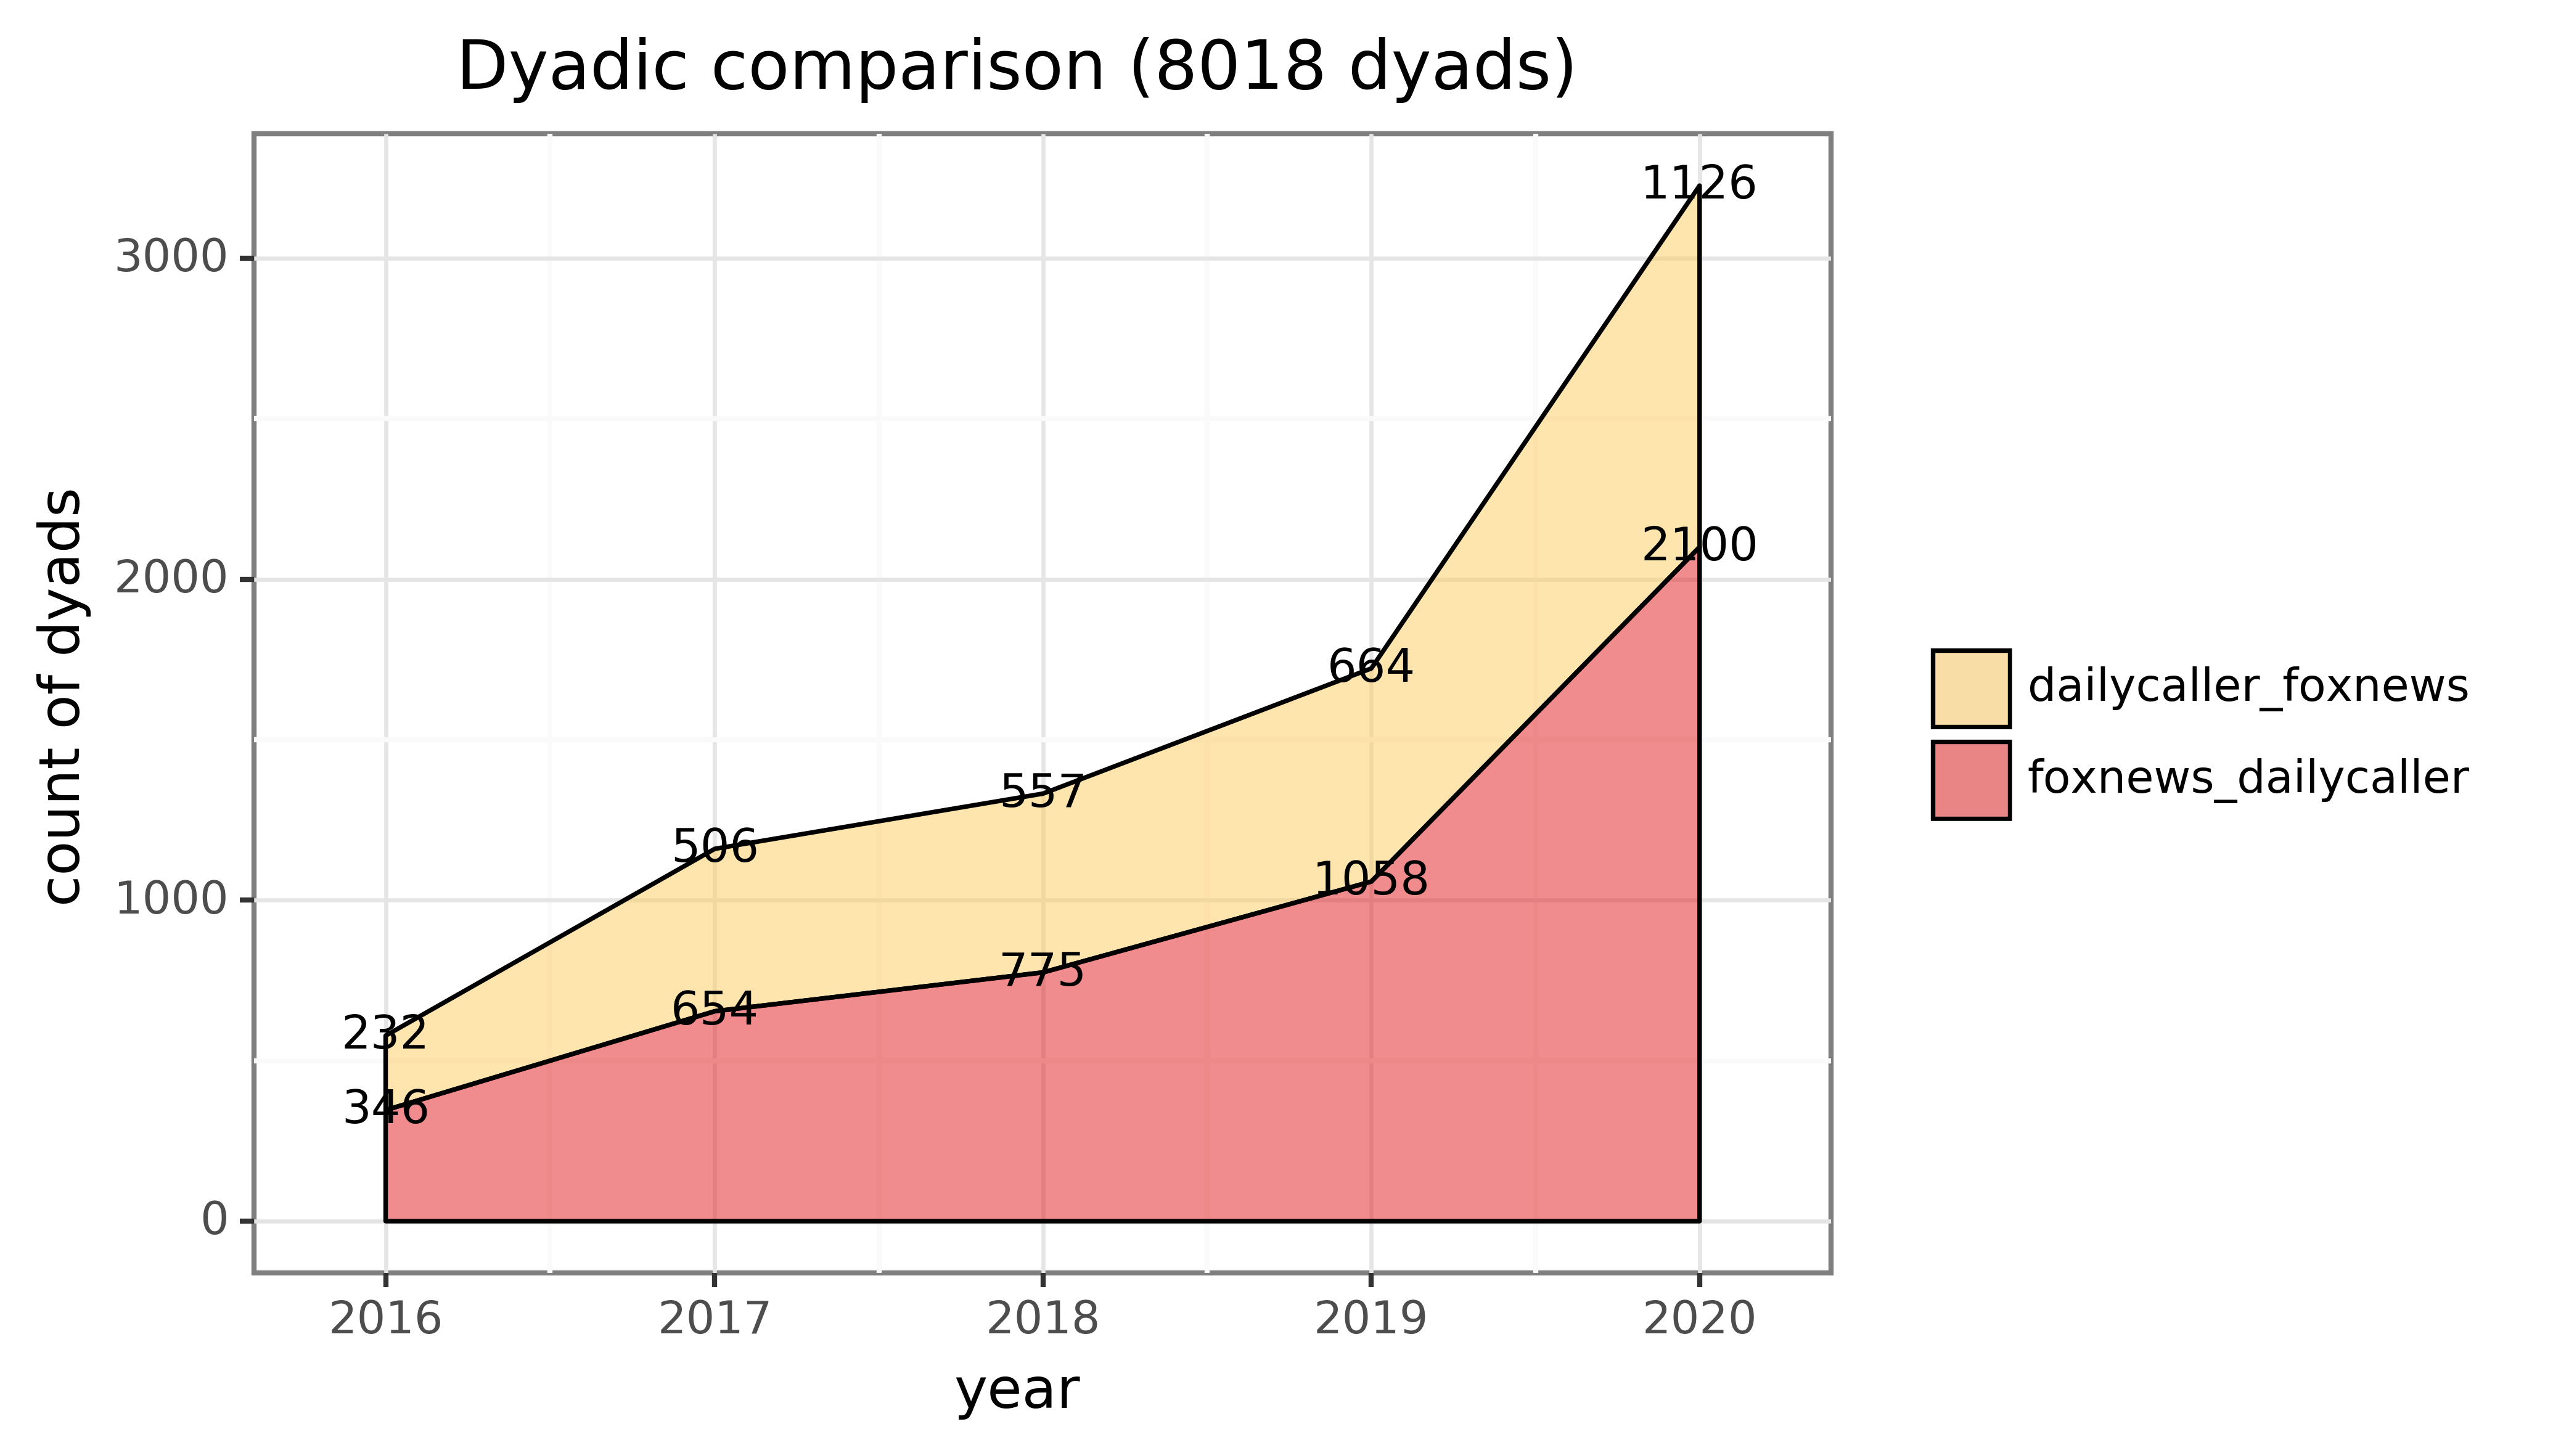 Dyadic comparison (8018 dyads)
count of dyads
3000
2000
1000
0
1126
2100
664
1058
557
775
506
654
232
346
2016 2017 2018 2019 2020
year
dailycaller_foxnews
foxnews_dailycaller